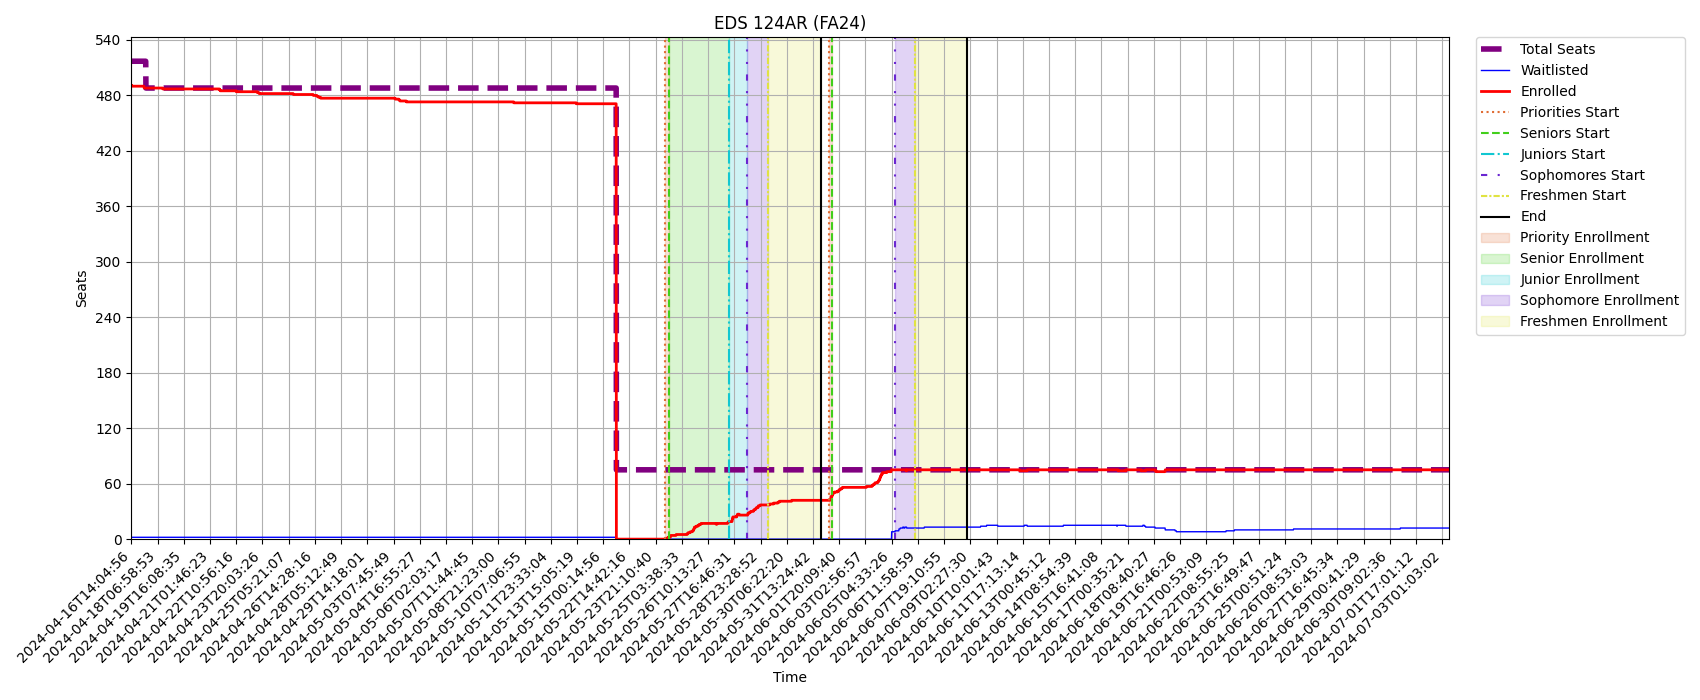 EDS 124AR (FA24)
540
480
420
360
300
240
180
120
60
0
Seats
2024-04-16T14:04:56
2024-04-18T06:58:53
2024-04-19T16:08:35
2024-04-21T01:46:23
2024-04-22T10:56:16
2024-04-23T20:03:26
2024-04-25T05:21:07
2024-04-26T14:28:16
2024-04-28T05:12:49
2024-04-29T14:18:01
2024-05-03T07:45:49
2024-05-04T16:55:27
2024-05-06T02:03:17
2024-05-07T11:44:45
2024-05-08T21:23:00
2024-05-10T07:06:55
2024-05-11T23:33:04
2024-05-13T15:05:19
2024-05-15T00:14:56
2024-05-22T14:42:16
2024-05-23T21:10:40
2024-05-25T03:38:33
2024-05-26T10:13:27
2024-05-27T16:46:31
2024-05-28T23:28:52
2024-05-30T06:22:20
2024-05-31T13:24:42
2024-06-01T20:09:40
2024-06-03T02:56:57
2024-06-05T04:33:26
2024-06-06T11:58:59
2024-06-07T19:10:55
2024-06-09T02:27:30
2024-06-10T10:01:43
2024-06-11T17:13:14
2024-06-13T00:45:12
2024-06-14T08:54:39
2024-06-15T16:41:08
2024-06-17T00:35:21
2024-06-18T08:40:27
2024-06-19T16:46:26
2024-06-21T00:53:09
2024-06-22T08:55:25
2024-06-23T16:49:47
2024-06-25T00:51:24
2024-06-26T08:53:03
2024-06-27T16:45:34
2024-06-29T00:41:29
2024-06-30T09:02:36
2024-07-01T17:01:12
2024-07-03T01:03:02
Time
Total Seats
Waitlisted
Enrolled
Priorities Start
Seniors Start
Juniors Start
Sophomores Start
Freshmen Start
End
Priority Enrollment
Senior Enrollment
Junior Enrollment
Sophomore Enrollment
Freshmen Enrollment